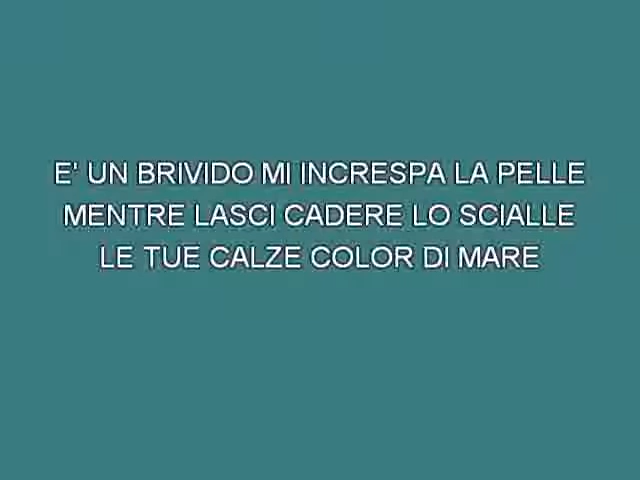 E' UN BRIVIDO MI INCRESPA LA PELLE
MENTRE LASCI CADERE LO SCIALLE
LE TUE CALZE COLOR DI MARE